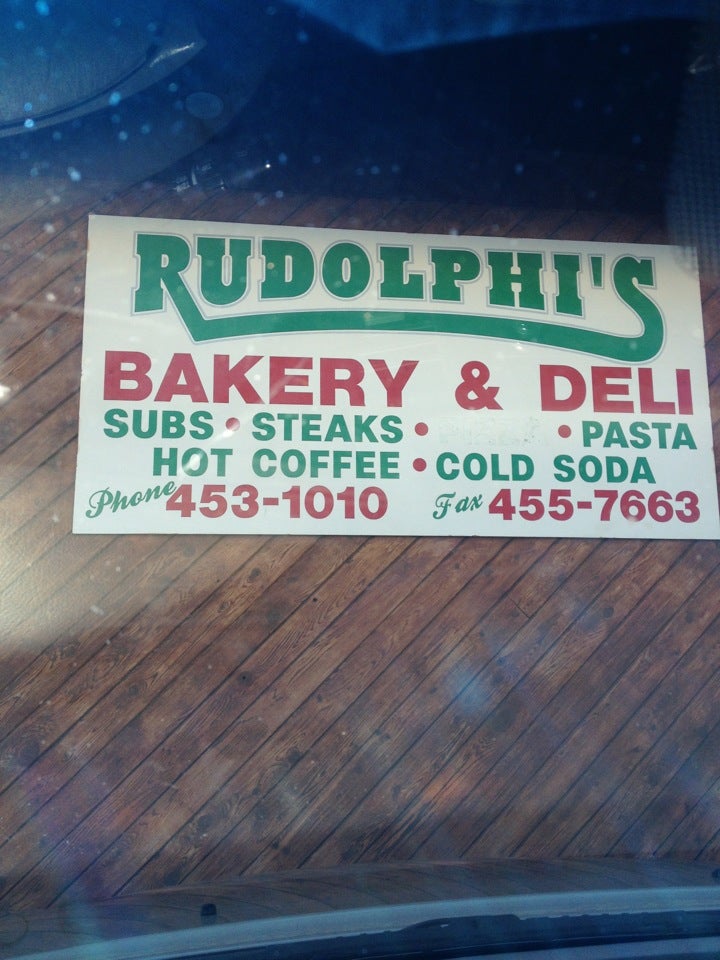 RUDOLPHI'S
BAKERY & DELI
SUBS • STEAKS • • PASTA
HOT COFFEE • COLD SODA
Phone 453-1010 Fax 455-7663